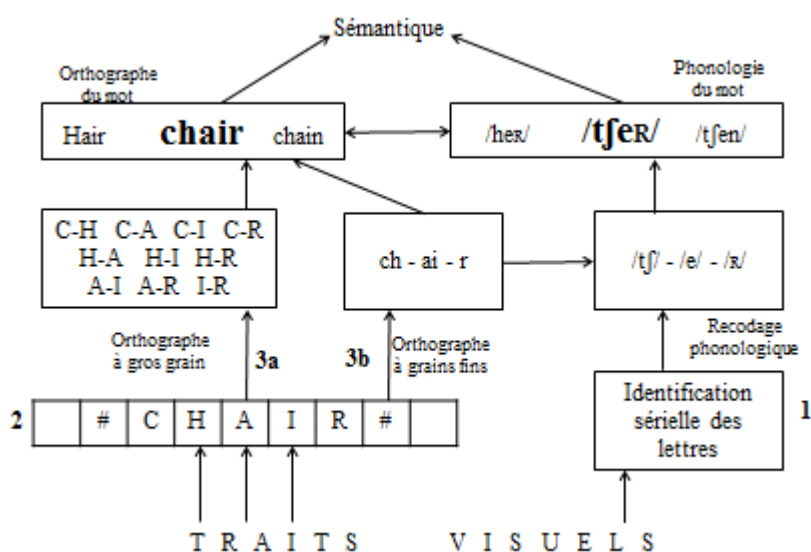 Sémantique
Orthographe
du mot
Phonologie
du mot
Hair chair chain
/heʀ/ /tʃeʀ/ /tʃen/
C-H C-A C-I C-R
H-A H-I H-R
A-I A-R I-R
ch - ai - r
/tʃ/ - /e/ - /ʀ/
Orthographe
à gros grain
3a
3b
Orthographe
à grains fins
Recodage
phonologique
2
# C H A I R #
Identification
sérielle des
lettres
1
T R A I T S V I S U E L S